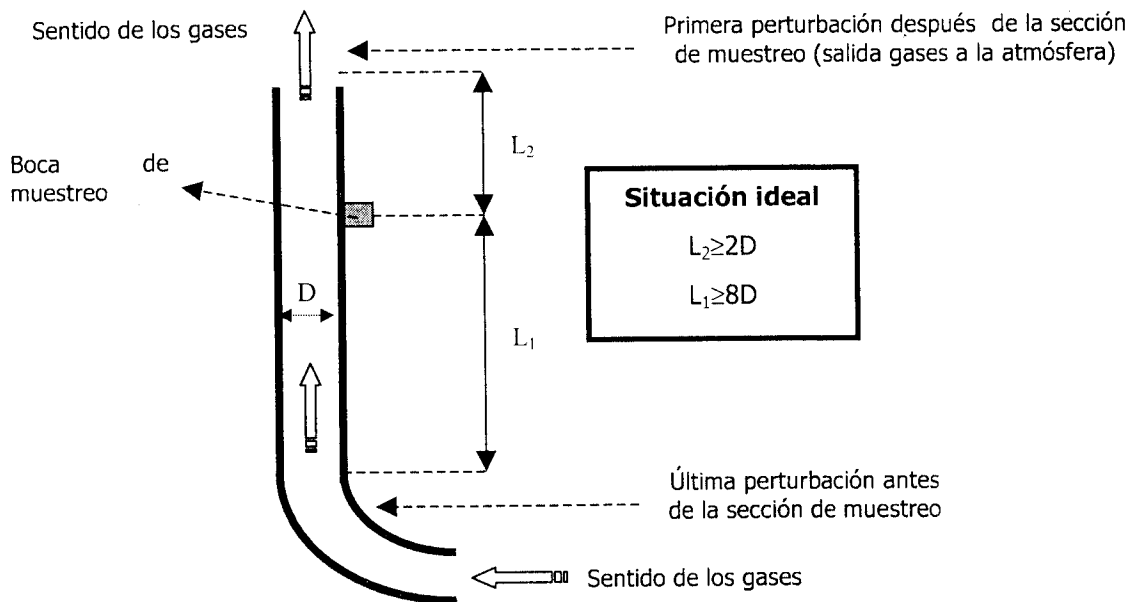 Sentido de los gases
Primera perturbación después de la sección
de muestreo (salida gases a la atmósfera)
L₂
Boca de
muestreo
Situación ideal
L₂≥2D
L₁≥8D
D
L₁
Última perturbación antes
de la sección de muestreo
Sentido de los gases